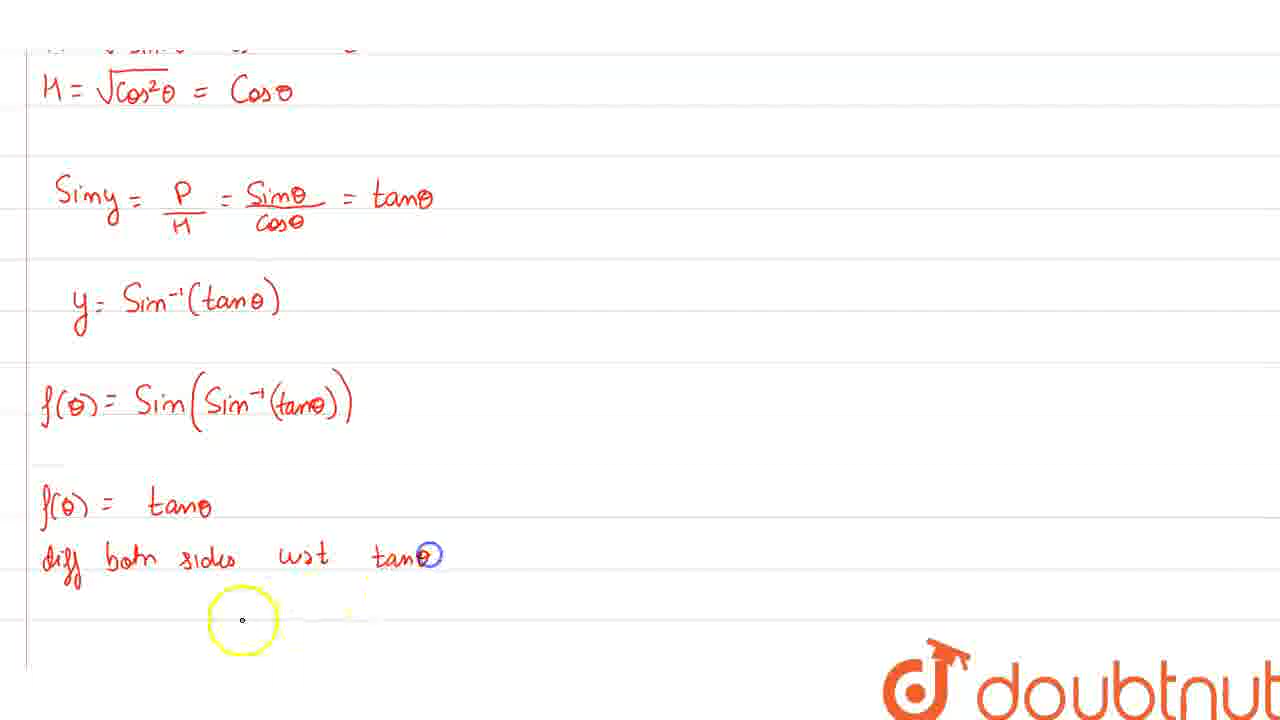 H = √cos²θ = Cosθ
Siny = P/H = Sinθ/cosθ = tanθ
y = Sin⁻¹(tanθ)
f(θ) = Sin(Sin⁻¹(tanθ))
f(θ) = tanθ
diff both sides wrt tanθ
doubtnut